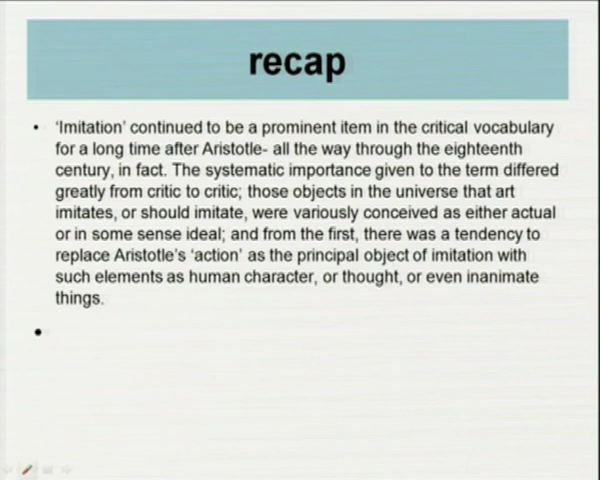 recap
• ‘Imitation’ continued to be a prominent item in the critical vocabulary
for a long time after Aristotle- all the way through the eighteenth
century, in fact. The systematic importance given to the term differed
greatly from critic to critic; those objects in the universe that art
imitates, or should imitate, were variously conceived as either actual
or in some sense ideal; and from the first, there was a tendency to
replace Aristotle’s ‘action’ as the principal object of imitation with
such elements as human character, or thought, or even inanimate
things.
•